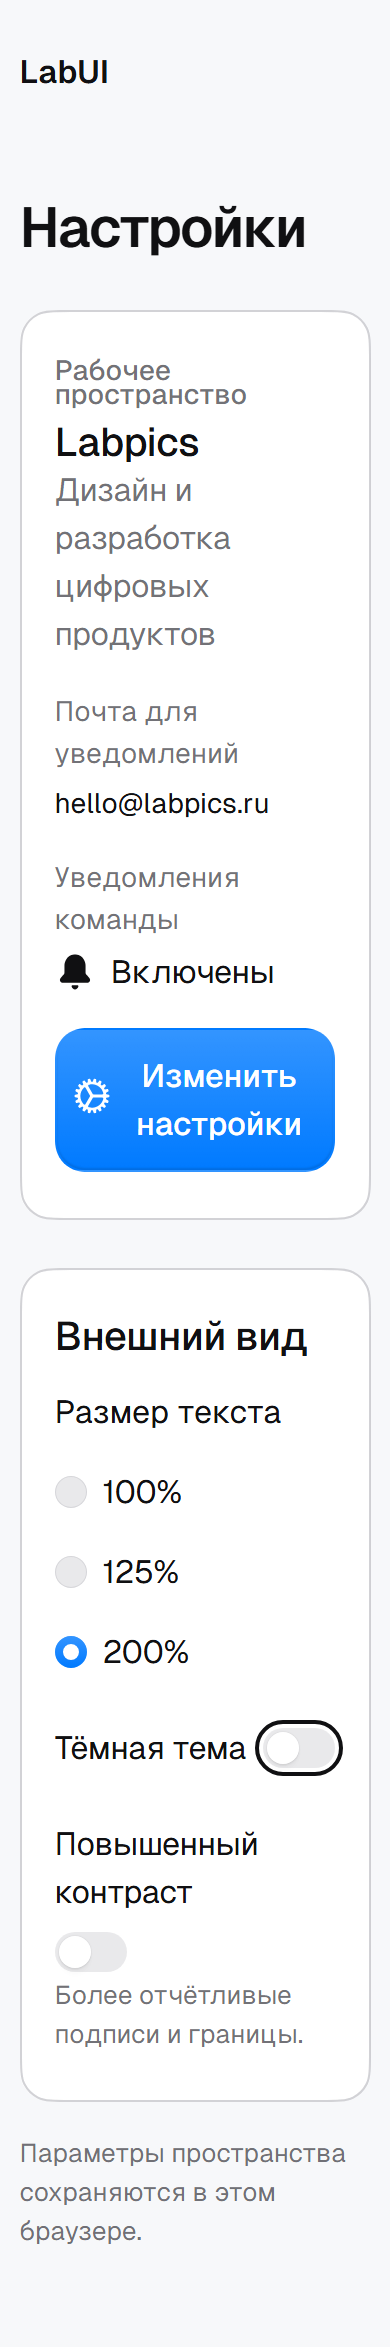 LabUI
Настройки
Рабочее
пространство
Labpics
Дизайн и
разработка
цифровых
продуктов
Почта для
уведомлений
hello@labpics.ru
Уведомления
команды
Включены
Изменить
настройки
Внешний вид
Размер текста
100%
125%
200%
Тёмная тема
Повышенный
контраст
Более отчётливые
подписи и границы.
Параметры пространства
сохраняются в этом
браузере.